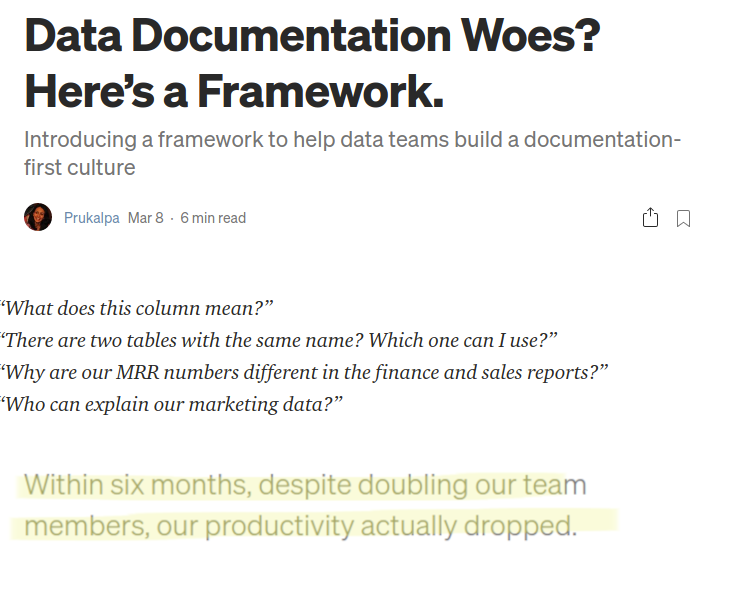 Data Documentation Woes?
Here’s a Framework.
Introducing a framework to help data teams build a documentation-
first culture
Prukalpa Mar 8 · 6 min read
“What does this column mean?”
“There are two tables with the same name? Which one can I use?”
“Why are our MRR numbers different in the finance and sales reports?”
“Who can explain our marketing data?”
Within six months, despite doubling our team
members, our productivity actually dropped.